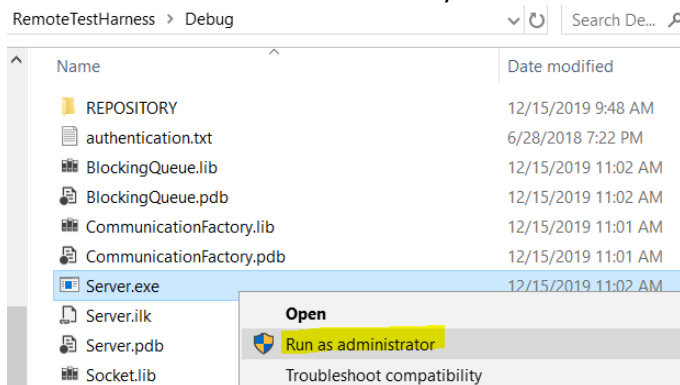 RemoteTestHarness > Debug Search De...
Name Date modified
REPOSITORY 12/15/2019 9:48 AM
authentication.txt 6/28/2018 7:22 PM
BlockingQueue.lib 12/15/2019 11:02 AM
BlockingQueue.pdb 12/15/2019 11:02 AM
CommunicationFactory.lib 12/15/2019 11:01 AM
CommunicationFactory.pdb 12/15/2019 11:01 AM
Server.exe 12/15/2019 11:02 AM
Server.ilk Open
Server.pdb Run as administrator
Socket.lib Troubleshoot compatibility